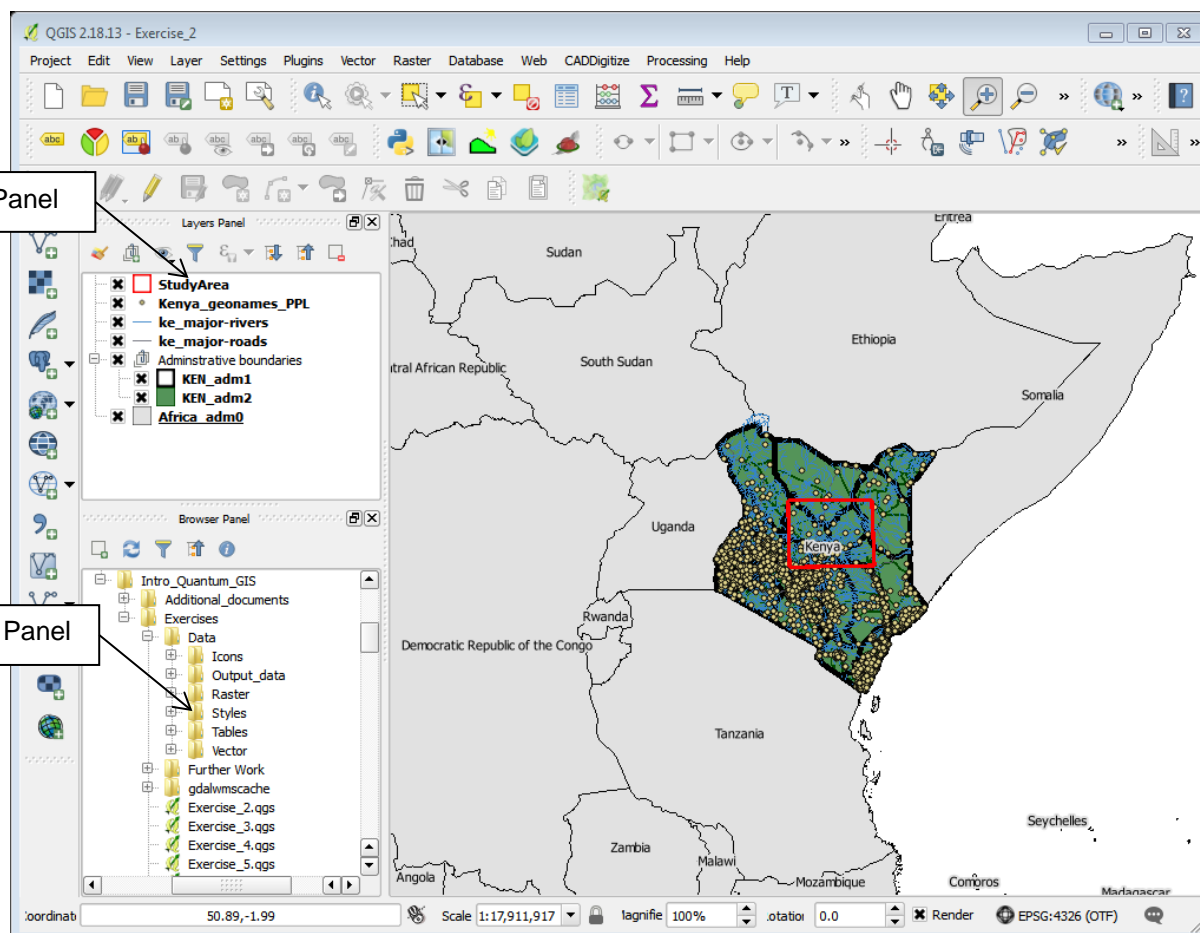 QGIS 2.18.13 - Exercise_2
Project Edit View Layer Settings Plugins Vector Raster Database Web CADDigitize Processing Help
Panel
Layers Panel
StudyArea
Kenya_geonames_PPL
ke_major-rivers
ke_major-roads
Adminstrative boundaries
KEN_adm1
KEN_adm2
Africa_adm0
Browser Panel
Intro_Quantum_GIS
Additional_documents
Exercises
Data
Icons
Output_data
Raster
Styles
Tables
Vector
Further Work
gdalwmscache
Exercise_2.qgs
Exercise_3.qgs
Exercise_4.qgs
Exercise_5.qgs
Panel
Eritrea
Chad
Sudan
Ethiopia
ntral African Republic
South Sudan
Somalia
Uganda
Kenya
Rwanda
Democratic Republic of the Congo
Tanzania
Seychelles
Zambia
Malawi
Angola
Mozambique
Comoros
Madagascar
:oordinat 50.89,-1.99 Scale 1:17,911,917 lagnifie 100% .otatioı 0.0 Render EPSG:4326 (OTF)